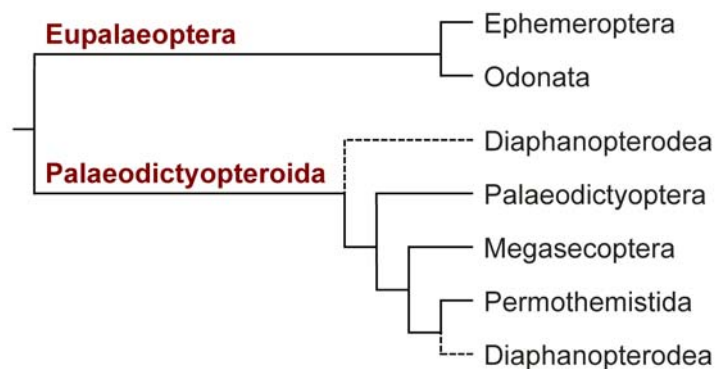 Eupalaeoptera
Ephemeroptera
Odonata
Palaeodictyopteroida
Diaphanopterodea
Palaeodictyoptera
Megasecoptera
Permothemistida
Diaphanopterodea